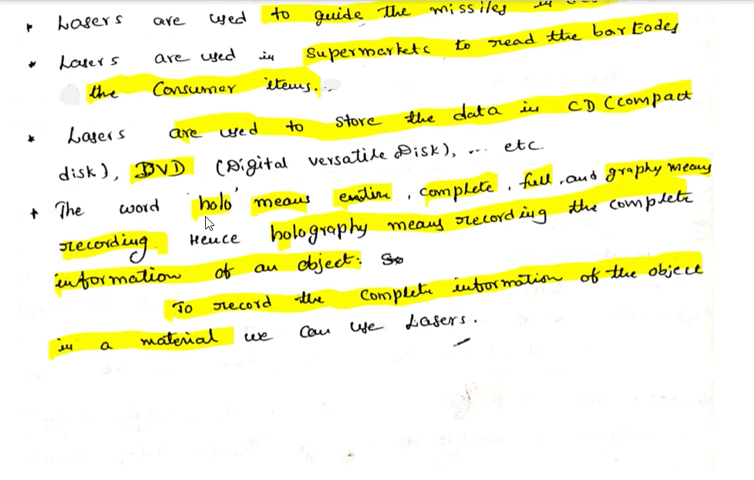 * Lasers are used to guide the missiles in
* Lasers are used in supermarkets to read the bar codes
the Consumer items.
* Lasers are used to store the data in CD (compact
disk), DVD (Digital versatile Disk), ... etc.
* The word 'holo' means entire, complete, full, and graphy means
recording. Hence holography means recording the complete
information of an object. So
To record the complete information of the object
in a material we can use Lasers.